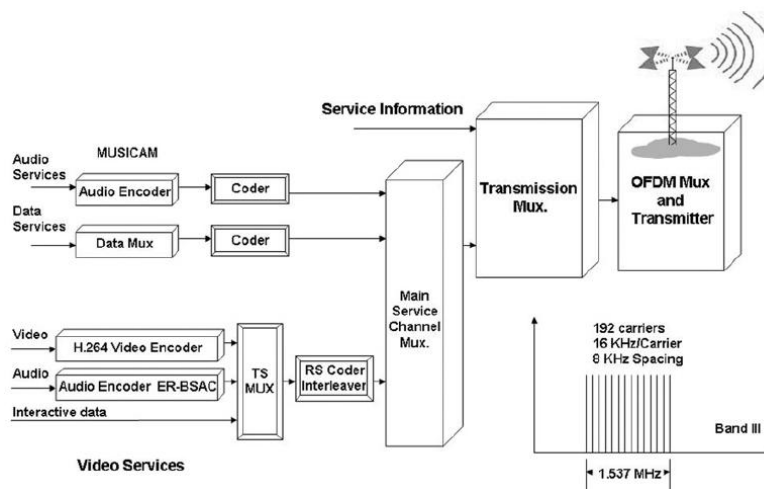 Service Information
MUSICAM
Audio
Services
Audio Encoder
Coder
Data
Services
Data Mux
Coder
Main
Service
Channel
Mux.
Transmission
Mux.
OFDM Mux
and
Transmitter
Video
H.264 Video Encoder
Audio
Audio Encoder ER-BSAC
Interactive data
TS
MUX
RS Coder
Interleaver
Video Services
192 carriers
16 KHz/Carrier
8 KHz Spacing
Band III
1.537 MHz